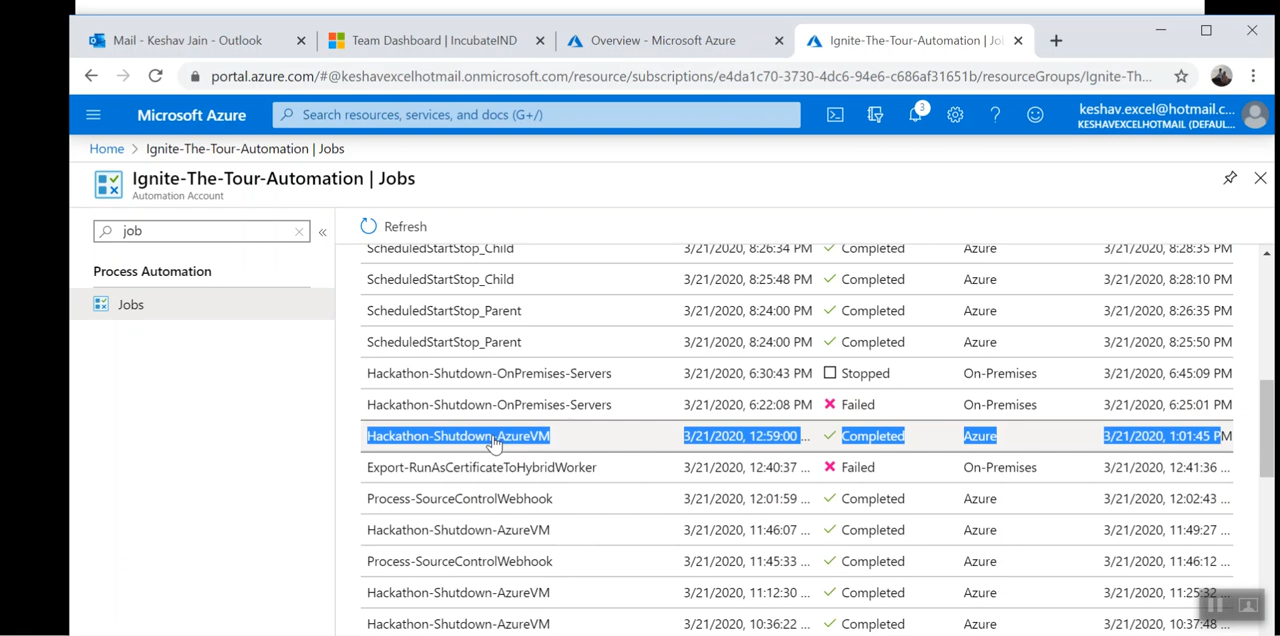 Mail - Keshav Jain - Outlook Team Dashboard | IncubateIND Overview - Microsoft Azure Ignite-The-Tour-Automation | Jo
portal.azure.com/#@keshavexcelhotmail.onmicrosoft.com/resource/subscriptions/e4da1c70-3730-4dc6-94e6-c686af31651b/resourceGroups/Ignite-Th...
Microsoft Azure Search resources, services, and docs (G+/) 3 keshav.excel@hotmail.c...
KESHAVEXCELHOTMAIL (DEFAUL...
Home > Ignite-The-Tour-Automation | Jobs
Ignite-The-Tour-Automation | Jobs
Automation Account
job
Refresh
Process Automation
Jobs
ScheduledStartStop_Child 3/21/2020, 8:26:34 PM Completed Azure 3/21/2020, 8:28:35 PM
ScheduledStartStop_Child 3/21/2020, 8:25:48 PM Completed Azure 3/21/2020, 8:28:10 PM
ScheduledStartStop_Parent 3/21/2020, 8:24:00 PM Completed Azure 3/21/2020, 8:26:35 PM
ScheduledStartStop_Parent 3/21/2020, 8:24:00 PM Completed Azure 3/21/2020, 8:25:50 PM
Hackathon-Shutdown-OnPremises-Servers 3/21/2020, 6:30:43 PM Stopped On-Premises 3/21/2020, 6:45:09 PM
Hackathon-Shutdown-OnPremises-Servers 3/21/2020, 6:22:08 PM Failed On-Premises 3/21/2020, 6:25:01 PM
Hackathon-Shutdown-AzureVM 3/21/2020, 12:59:00 ... Completed Azure 3/21/2020, 1:01:45 PM
Export-RunAsCertificateToHybridWorker 3/21/2020, 12:40:37 ... Failed On-Premises 3/21/2020, 12:41:36 ...
Process-SourceControlWebhook 3/21/2020, 12:01:59 ... Completed Azure 3/21/2020, 12:02:43 ...
Hackathon-Shutdown-AzureVM 3/21/2020, 11:46:07 ... Completed Azure 3/21/2020, 11:49:27 ...
Process-SourceControlWebhook 3/21/2020, 11:45:33 ... Completed Azure 3/21/2020, 11:46:12 ...
Hackathon-Shutdown-AzureVM 3/21/2020, 11:12:30 ... Completed Azure 3/21/2020, 11:25:32 ...
Hackathon-Shutdown-AzureVM 3/21/2020, 10:36:22 ... Completed Azure 3/21/2020, 10:37:48 ...